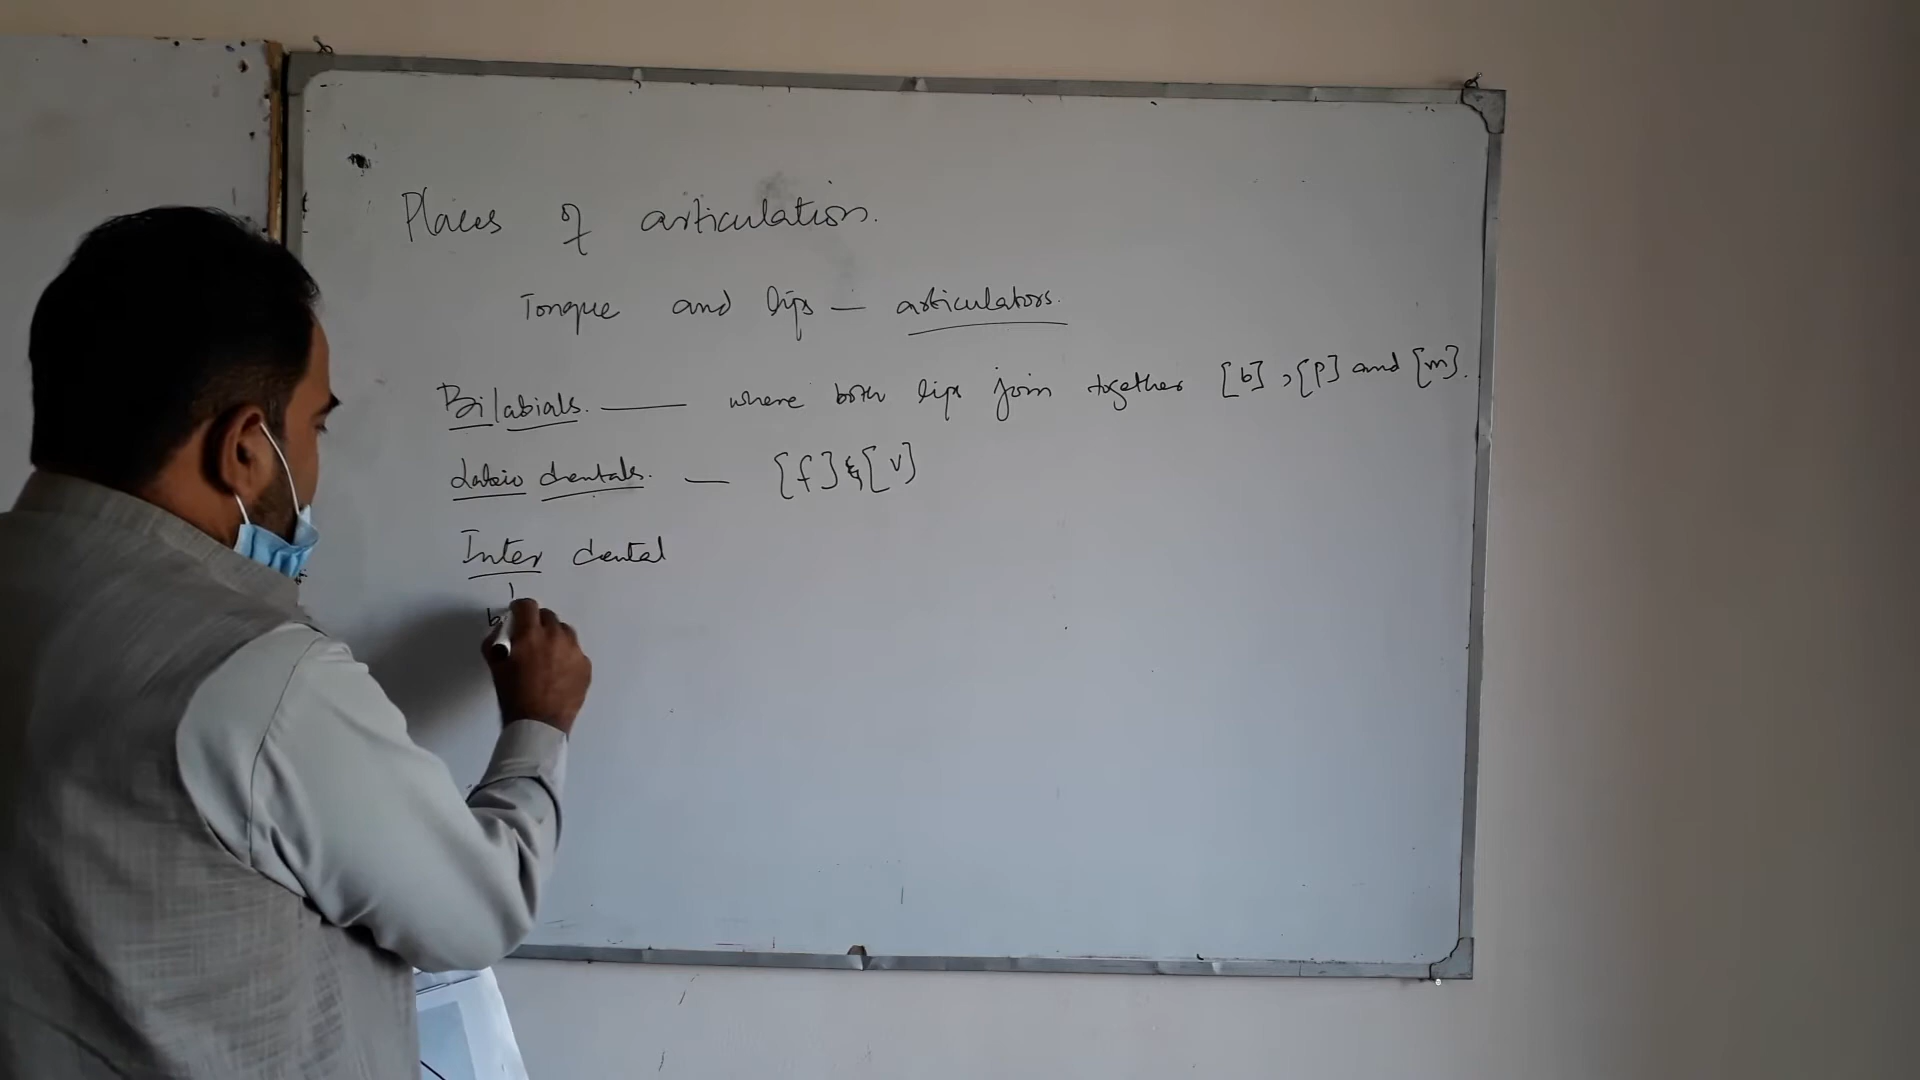 Places of articulation.
Tongue and lips — articulators.
Bilabials. — where both lips join together [b], [p] and [m].
Labio dentals. — [f] & [v]
Inter dental
b